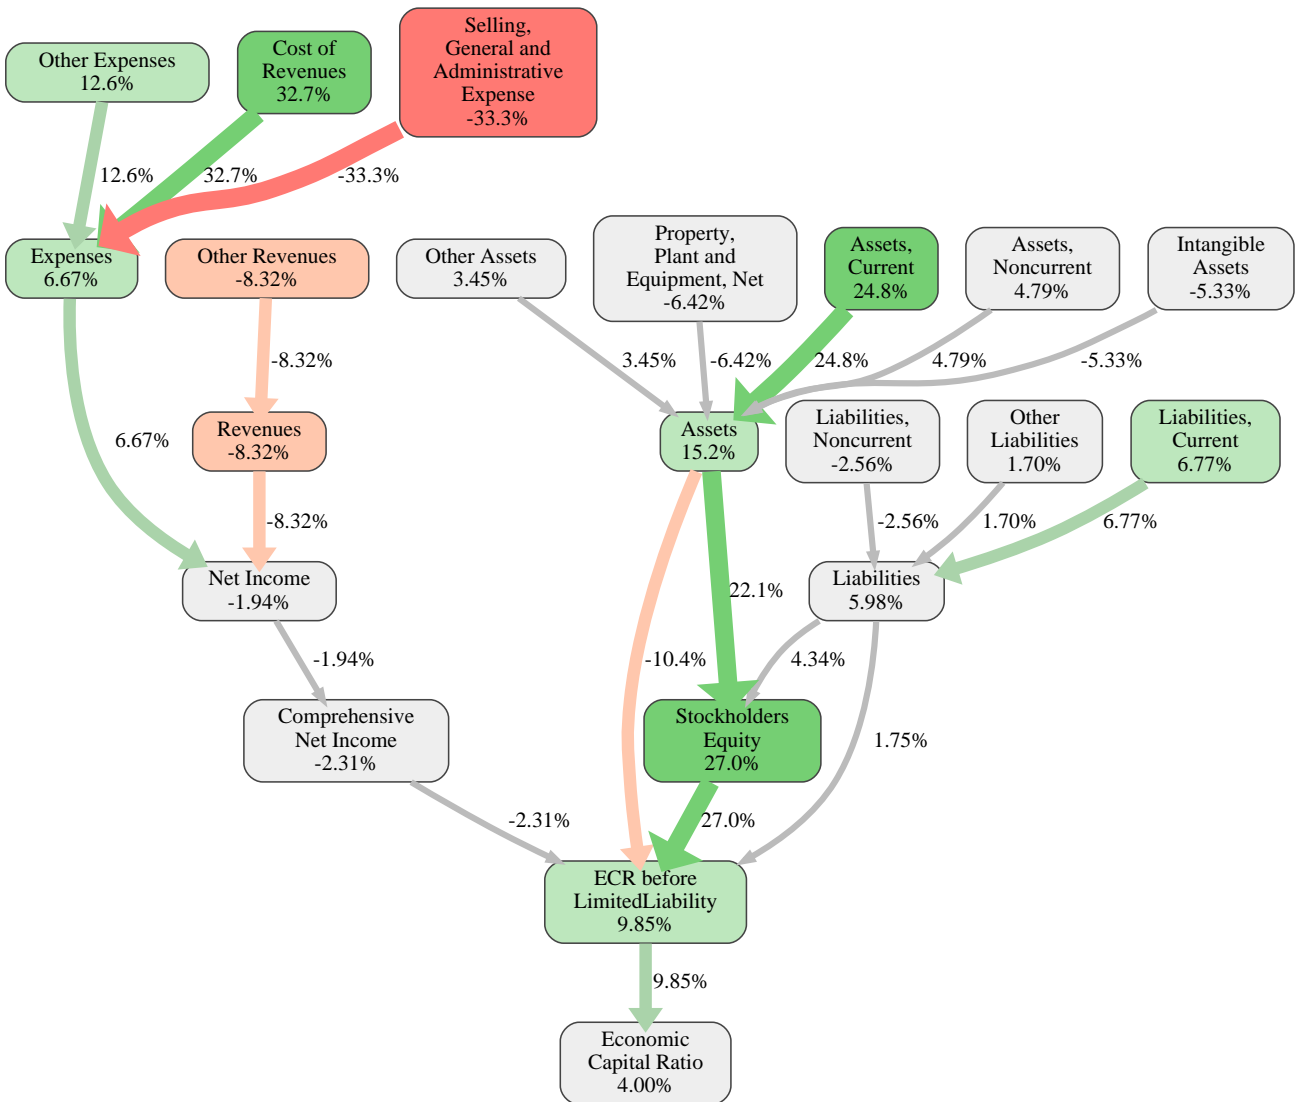 Other Expenses
12.6%
Cost of
Revenues
32.7%
Selling,
General and
Administrative
Expense
-33.3%
12.6%
32.7%
-33.3%
Expenses
6.67%
Other Revenues
-8.32%
Other Assets
3.45%
Property,
Plant and
Equipment, Net
-6.42%
Assets,
Current
24.8%
Assets,
Noncurrent
4.79%
Intangible
Assets
-5.33%
-8.32%
3.45%
-6.42%
24.8%
4.79%
-5.33%
6.67%
Revenues
-8.32%
Assets
15.2%
Liabilities,
Noncurrent
-2.56%
Other
Liabilities
1.70%
Liabilities,
Current
6.77%
-8.32%
-2.56%
1.70%
6.77%
Net Income
-1.94%
22.1%
Liabilities
5.98%
-1.94%
-10.4%
4.34%
Comprehensive
Net Income
-2.31%
Stockholders
Equity
27.0%
1.75%
-2.31%
27.0%
ECR before
LimitedLiability
9.85%
9.85%
Economic
Capital Ratio
4.00%